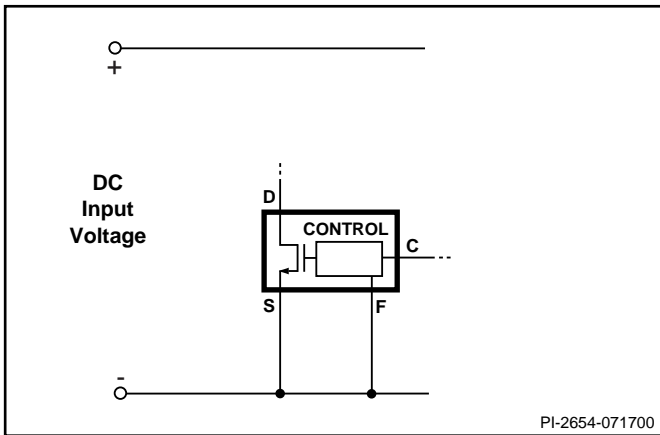 +
DC
Input
Voltage
D
CONTROL
C
S
F
-
PI-2654-071700